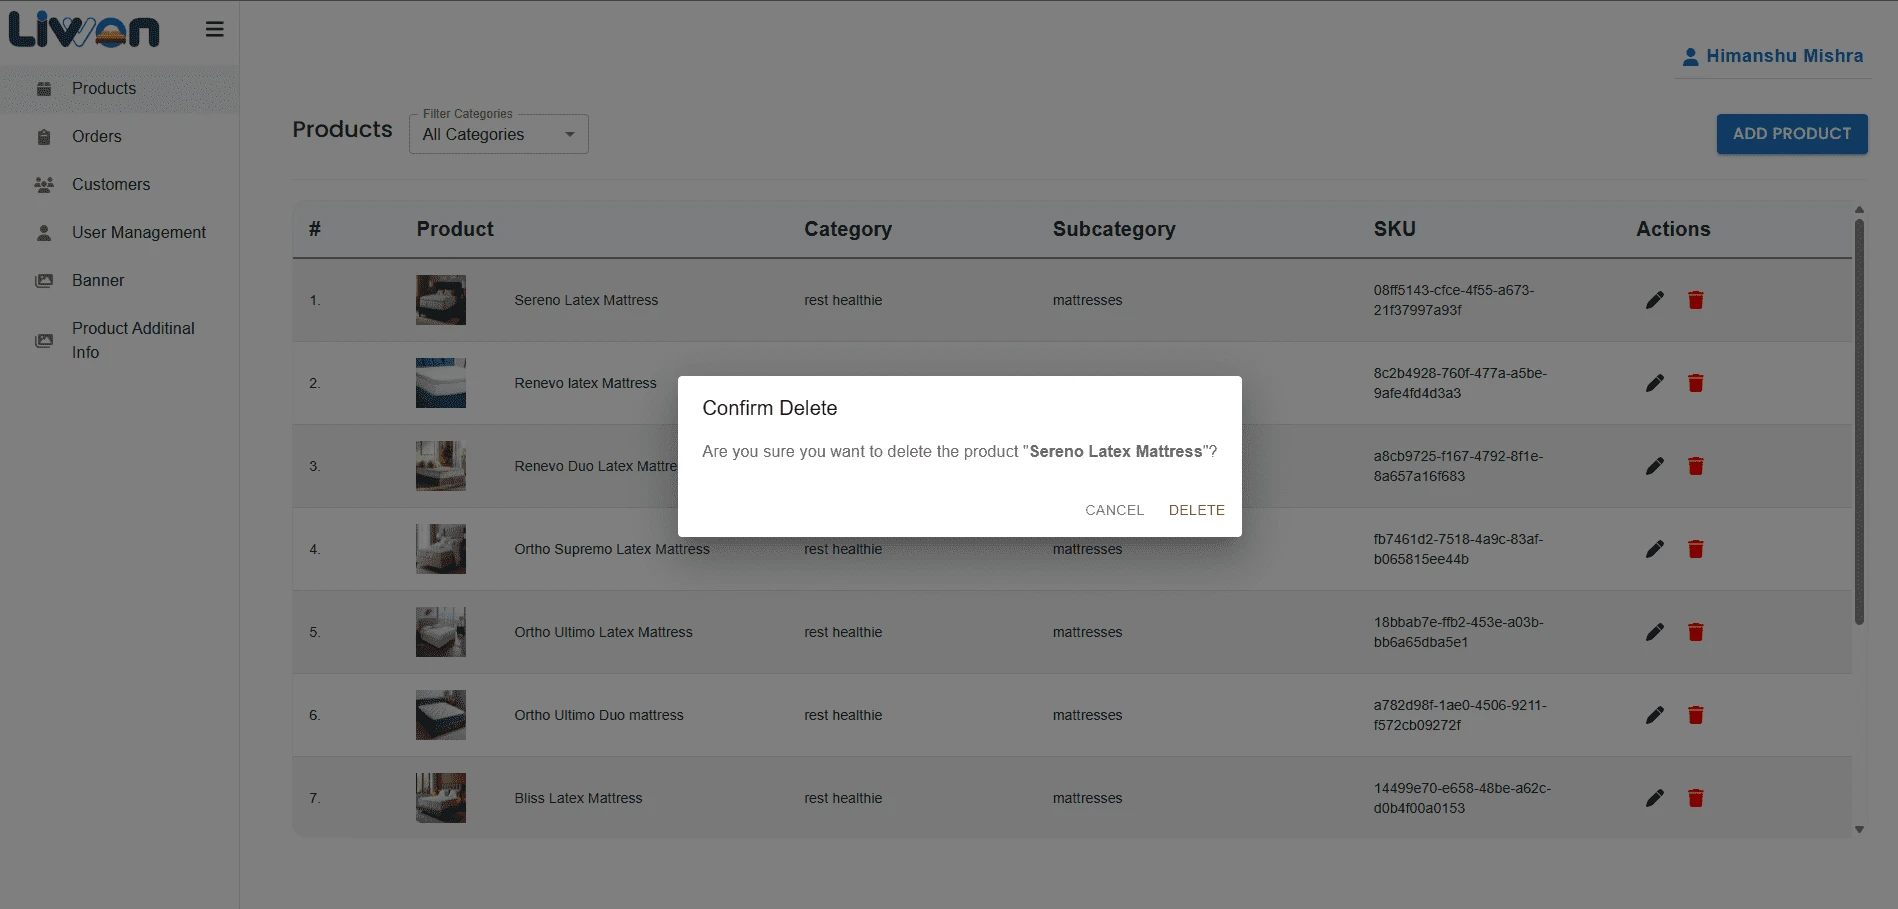 Liwon
Himanshu Mishra
Products
Orders
Customers
User Management
Banner
Product Additinal
Info
Products
Filter Categories
All Categories
ADD PRODUCT
# Product Category Subcategory SKU Actions
1. Sereno Latex Mattress rest healthie mattresses 08ff5143-cfce-4f55-a673-
21f37997a93f
2. Renevo latex Mattress 8c2b4928-760f-477a-a5be-
9afe4fd4d3a3
3. Renevo Duo Latex Mattre a8cb9725-f167-4792-8f1e-
8a657a16f683
4. Ortho Supremo Latex Mattress rest healthie mattresses fb7461d2-7518-4a9c-83af-
b065815ee44b
5. Ortho Ultimo Latex Mattress rest healthie mattresses 18bbab7e-ffb2-453e-a03b-
bb6a65dba5e1
6. Ortho Ultimo Duo mattress rest healthie mattresses a782d98f-1ae0-4506-9211-
f572cb09272f
7. Bliss Latex Mattress rest healthie mattresses 14499e70-e658-48be-a62c-
d0b4f00a0153
Confirm Delete
Are you sure you want to delete the product "Sereno Latex Mattress"?
CANCEL DELETE